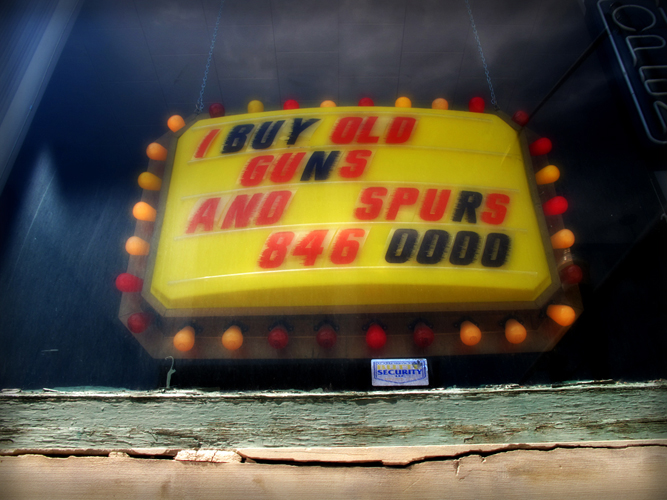 I BUY OLD
GUNS
AND SPURS
846 0000
SECURITY